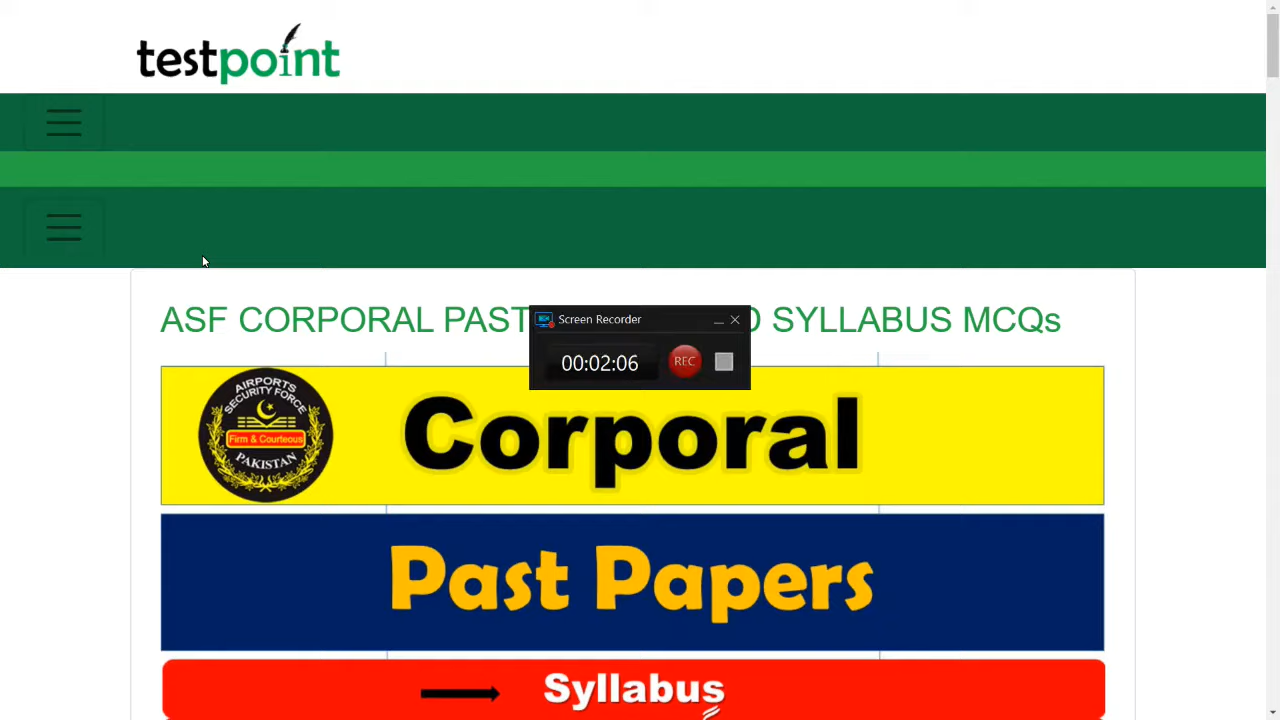 testpoint
ASF CORPORAL PAST 0 SYLLABUS MCQs
Screen Recorder
00:02:06
REC
AIRPORTS
SECURITY FORCE
Firm & Courteous
PAKISTAN
Corporal
Past Papers
Syllabus